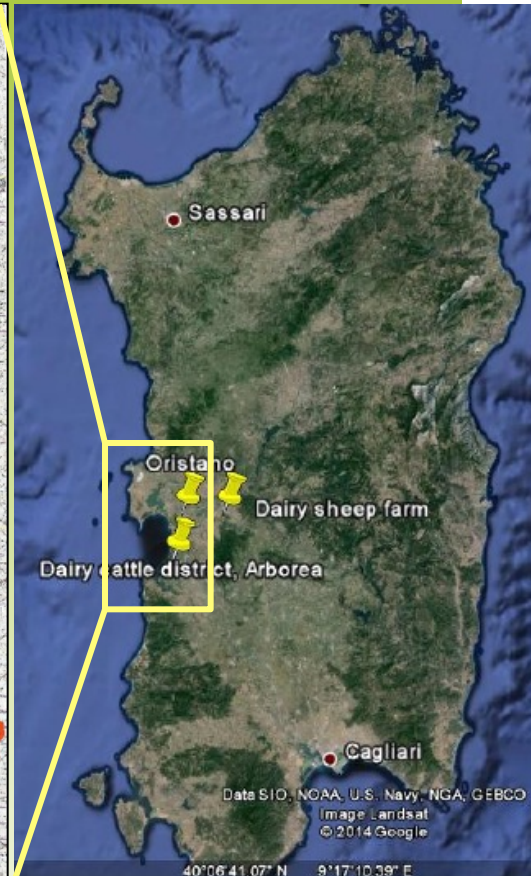 Sassari
Oristano
Dairy sheep farm
Dairy cattle district, Arborea
Cagliari
Data SIO, NOAA, U.S. Navy, NGA, GEBCO
Image Landsat
© 2014 Google
40°06'41.07" N 9°17'10.39" E